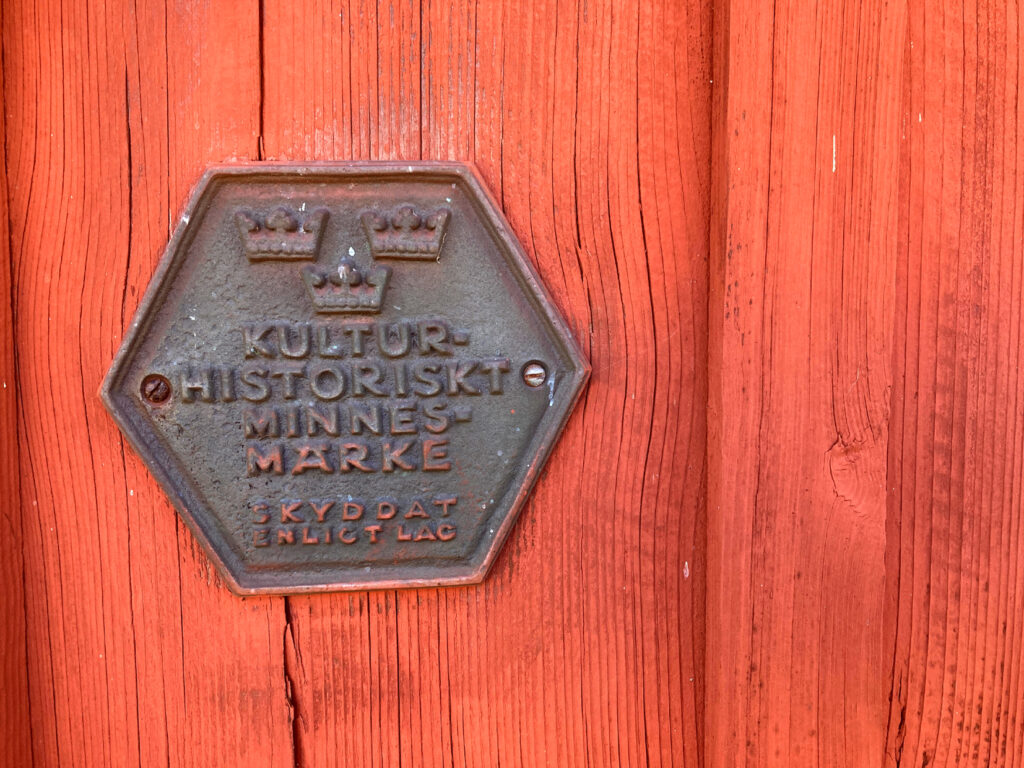 KULTUR-
HISTORISKT
MINNES-
MÄRKE
SKYDDAT
ENLIGT LAG